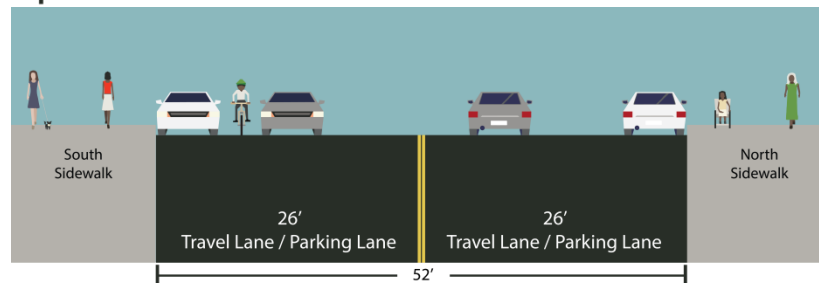 South
Sidewalk
North
Sidewalk
26′
Travel Lane / Parking Lane
26′
Travel Lane / Parking Lane
52′